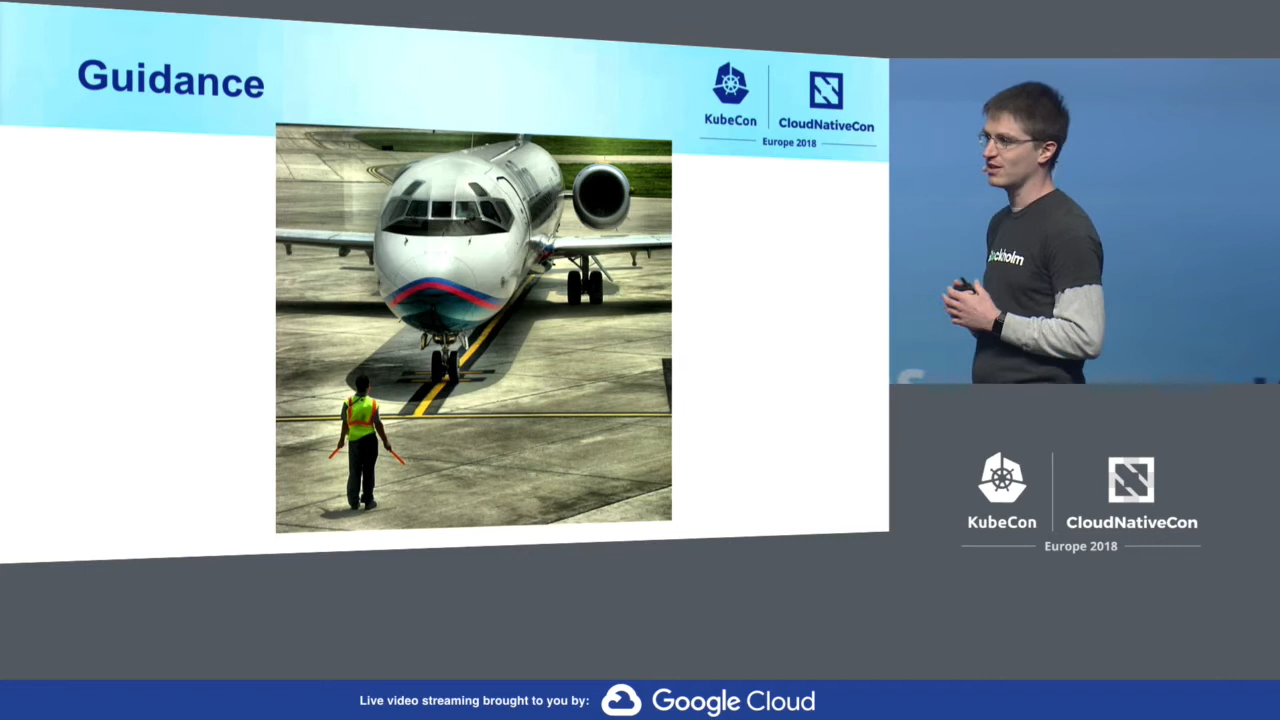 Guidance
KubeCon
CloudNativeCon
Europe 2018
KubeCon
CloudNativeCon
Europe 2018
Live video streaming brought to you by:
Google Cloud